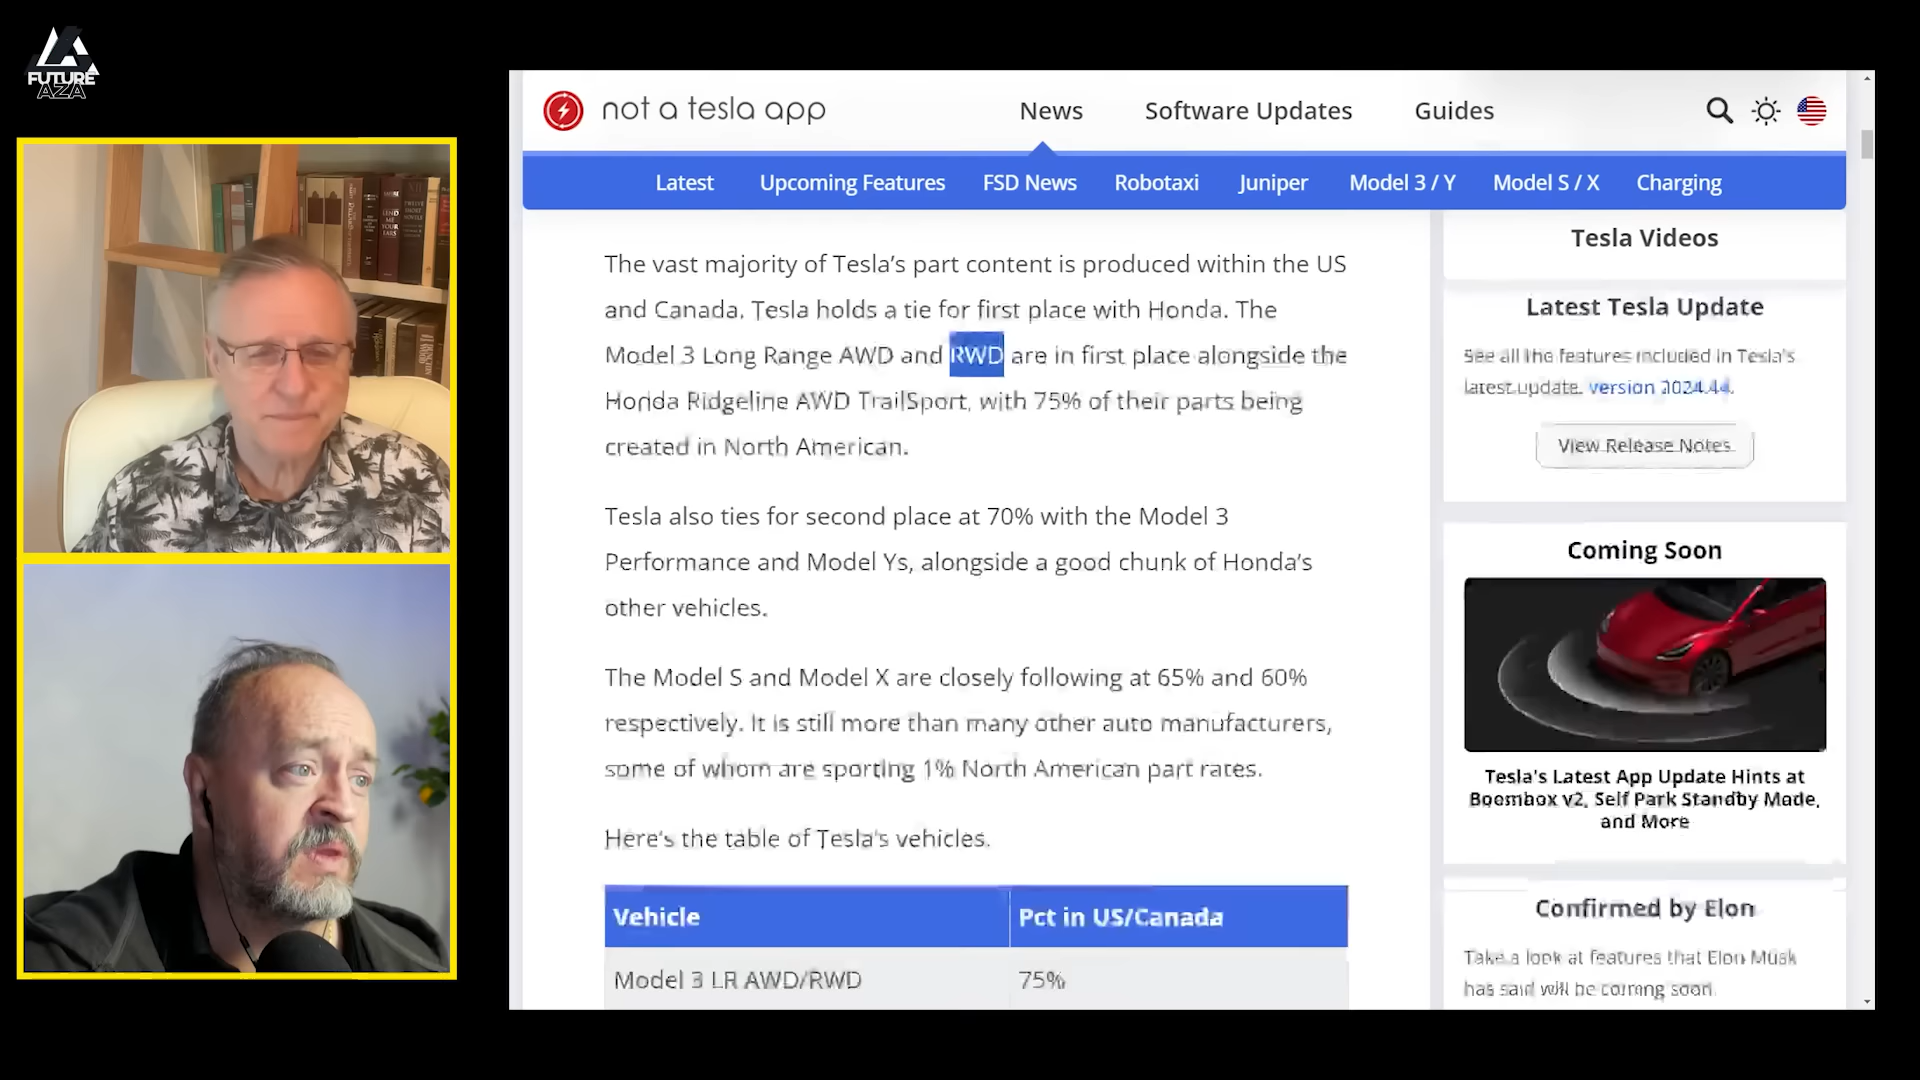 FUTURE
AZA
not a tesla app
News
Software Updates
Guides
Latest
Upcoming Features
FSD News
Robotaxi
Juniper
Model 3 / Y
Model S / X
Charging
The vast majority of Tesla's part content is produced within the US
and Canada. Tesla holds a tie for first place with Honda. The
Model 3 Long Range AWD and RWD are in first place alongside the
Honda Ridgeline AWD TrailSport, with 75% of their parts being
created in North American.
Tesla also ties for second place at 70% with the Model 3
Performance and Model Ys, alongside a good chunk of Honda's
other vehicles.
The Model S and Model X are closely following at 65% and 60%
respectively. It is still more than many other auto manufacturers,
some of whom are sporting 1% North American part rates.
Here's the table of Tesla's vehicles.
Vehicle
Pct in US/Canada
Model 3 LR AWD/RWD
75%
Tesla Videos
Latest Tesla Update
See all the features included in Tesla's
latest update, version 2024.44.
View Release Notes
Coming Soon
Tesla's Latest App Update Hints at
Boombox v2, Self Park Standby Mode,
and More
Confirmed by Elon
Take a look at features that Elon Musk
has said will be coming soon.
LEND
ME
YOUR
EARS